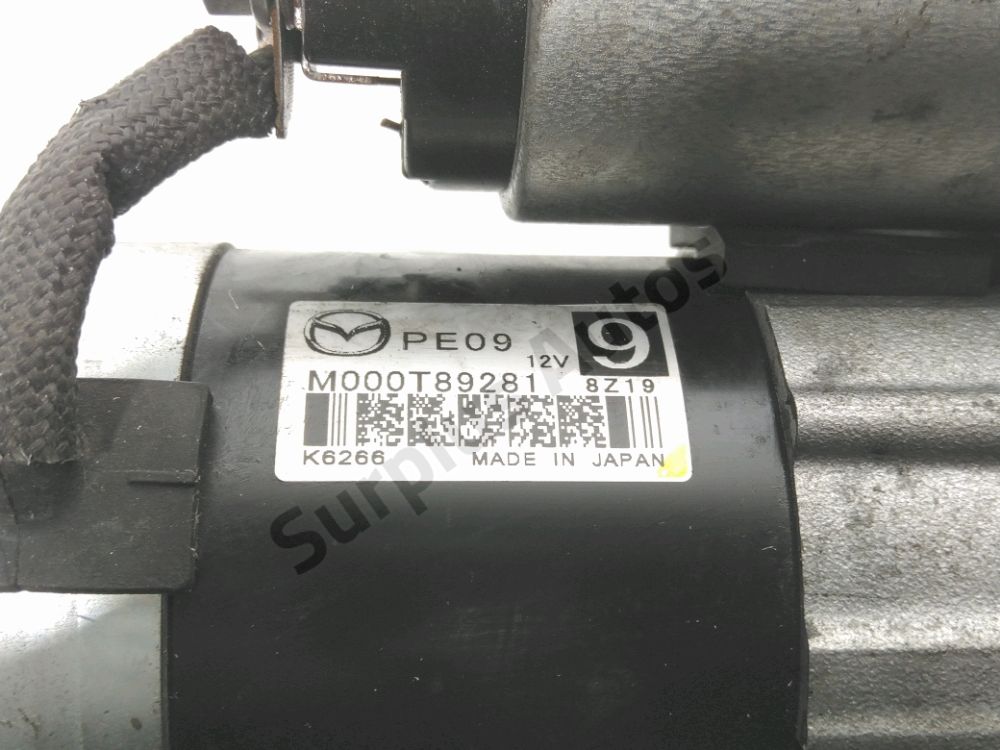 PE09 12V 9
M000T89281 8Z19
K6266 MADE IN JAPAN
Surplus Autos